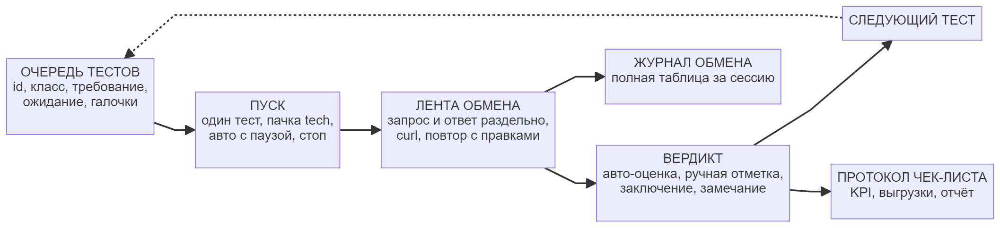 ОЧЕРЕДЬ ТЕСТОВ
id, класс, требование,
ожидание, галочки
ПУСК
один тест, пачка tech,
авто с паузой, стоп
ЛЕНТА ОБМЕНА
запрос и ответ раздельно,
curl, повтор с правками
ЖУРНАЛ ОБМЕНА
полная таблица за сессию
ВЕРДИКТ
авто-оценка, ручная отметка,
заключение, замечание
СЛЕДУЮЩИЙ ТЕСТ
ПРОТОКОЛ ЧЕК-ЛИСТА
KPI, выгрузки, отчёт